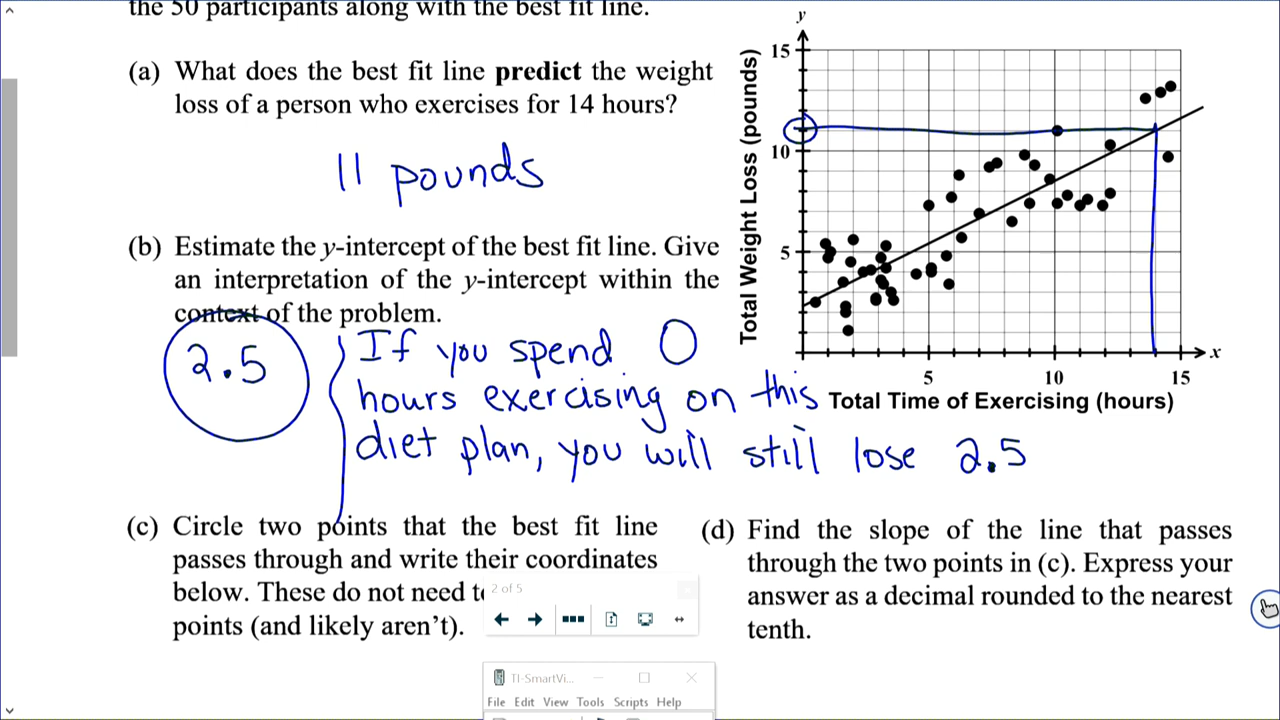 the 50 participants along with the best fit line.
(a) What does the best fit line predict the weight
loss of a person who exercises for 14 hours?
11 pounds
(b) Estimate the y-intercept of the best fit line. Give
an interpretation of the y-intercept within the
context of the problem.
2.5
If you spend 0
hours exercising on this
diet plan, you will still lose 2.5
y
15
10
5
Total Weight Loss (pounds)
x
5 10 15
Total Time of Exercising (hours)
(c) Circle two points that the best fit line
passes through and write their coordinates
below. These do not need
points (and likely aren't).
(d) Find the slope of the line that passes
through the two points in (c). Express your
answer as a decimal rounded to the nearest
tenth.
2 of 5
TI-SmartVi...
File Edit View Tools Scripts Help